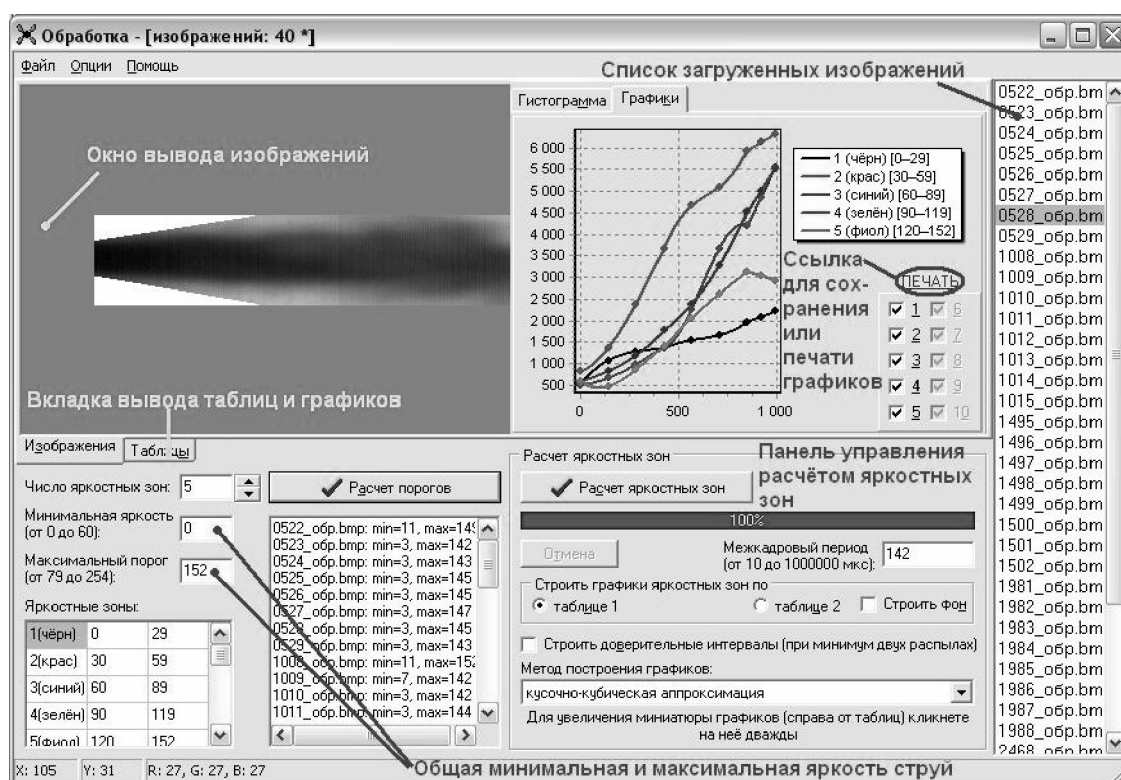 Обработка - [изображений: 40 *]
Файл Опции Помощь
Список загруженных изображений
Окно вывода изображений
Вкладка вывода таблиц и графиков
Гистограмма Графики
6 000
5 500
5 000
4 500
4 000
3 500
3 000
2 500
2 000
1 500
1 000
500
0 500 1 000
1 (чёрн) [0–29]
2 (крас) [30–59]
3 (синий) [60–89]
4 (зелён) [90–119]
5 (фиол) [120–152]
Ссылка
для сох-
ранения
или
печати
графиков
ПЕЧАТЬ
1 6
2 7
3 8
4 9
5 10
0522_обр.bm
0523_обр.bm
0524_обр.bm
0525_обр.bm
0526_обр.bm
0527_обр.bm
0528_обр.bm
0529_обр.bm
1008_обр.bm
1009_обр.bm
1010_обр.bm
1011_обр.bm
1012_обр.bm
1013_обр.bm
1014_обр.bm
1015_обр.bm
1495_обр.bm
1496_обр.bm
1497_обр.bm
1498_обр.bm
1499_обр.bm
1500_обр.bm
1501_обр.bm
1502_обр.bm
1981_обр.bm
1982_обр.bm
1983_обр.bm
1984_обр.bm
1985_обр.bm
1986_обр.bm
1987_обр.bm
1988_обр.bm
2468_обр.bm
Изображения Таблицы
Число яркостных зон: 5
Расчет порогов
Минимальная яркость
(от 0 до 60): 0
Максимальный порог
(от 79 до 254): 152
0522_обр.bmp: min=11, max=149
0523_обр.bmp: min=3, max=142
0524_обр.bmp: min=3, max=143
0525_обр.bmp: min=3, max=145
0526_обр.bmp: min=3, max=145
0527_обр.bmp: min=3, max=147
0528_обр.bmp: min=3, max=145
0529_обр.bmp: min=3, max=143
1008_обр.bmp: min=11, max=152
1009_обр.bmp: min=7, max=142
1010_обр.bmp: min=3, max=142
1011_обр.bmp: min=3, max=144
Яркостные зоны:
1(чёрн) 0 29
2(крас) 30 59
3(синий) 60 89
4(зелён) 90 119
5(фиол) 120 152
Расчет яркостных зон
Расчет яркостных зон
Панель управления
расчётом яркостных
зон
100%
Отмена
Межкадровый период
(от 10 до 1000000 мкс): 142
Строить графики яркостных зон по
таблице 1 таблице 2 Строить фон
Строить доверительные интервалы (при минимум двух распылах)
Метод построения графиков:
кусочно-кубическая аппроксимация
Для увеличения миниатюры графиков (справа от таблиц) кликнете
на неё дважды
X: 105 Y: 31 R: 27, G: 27, B: 27
Общая минимальная и максимальная яркость струй